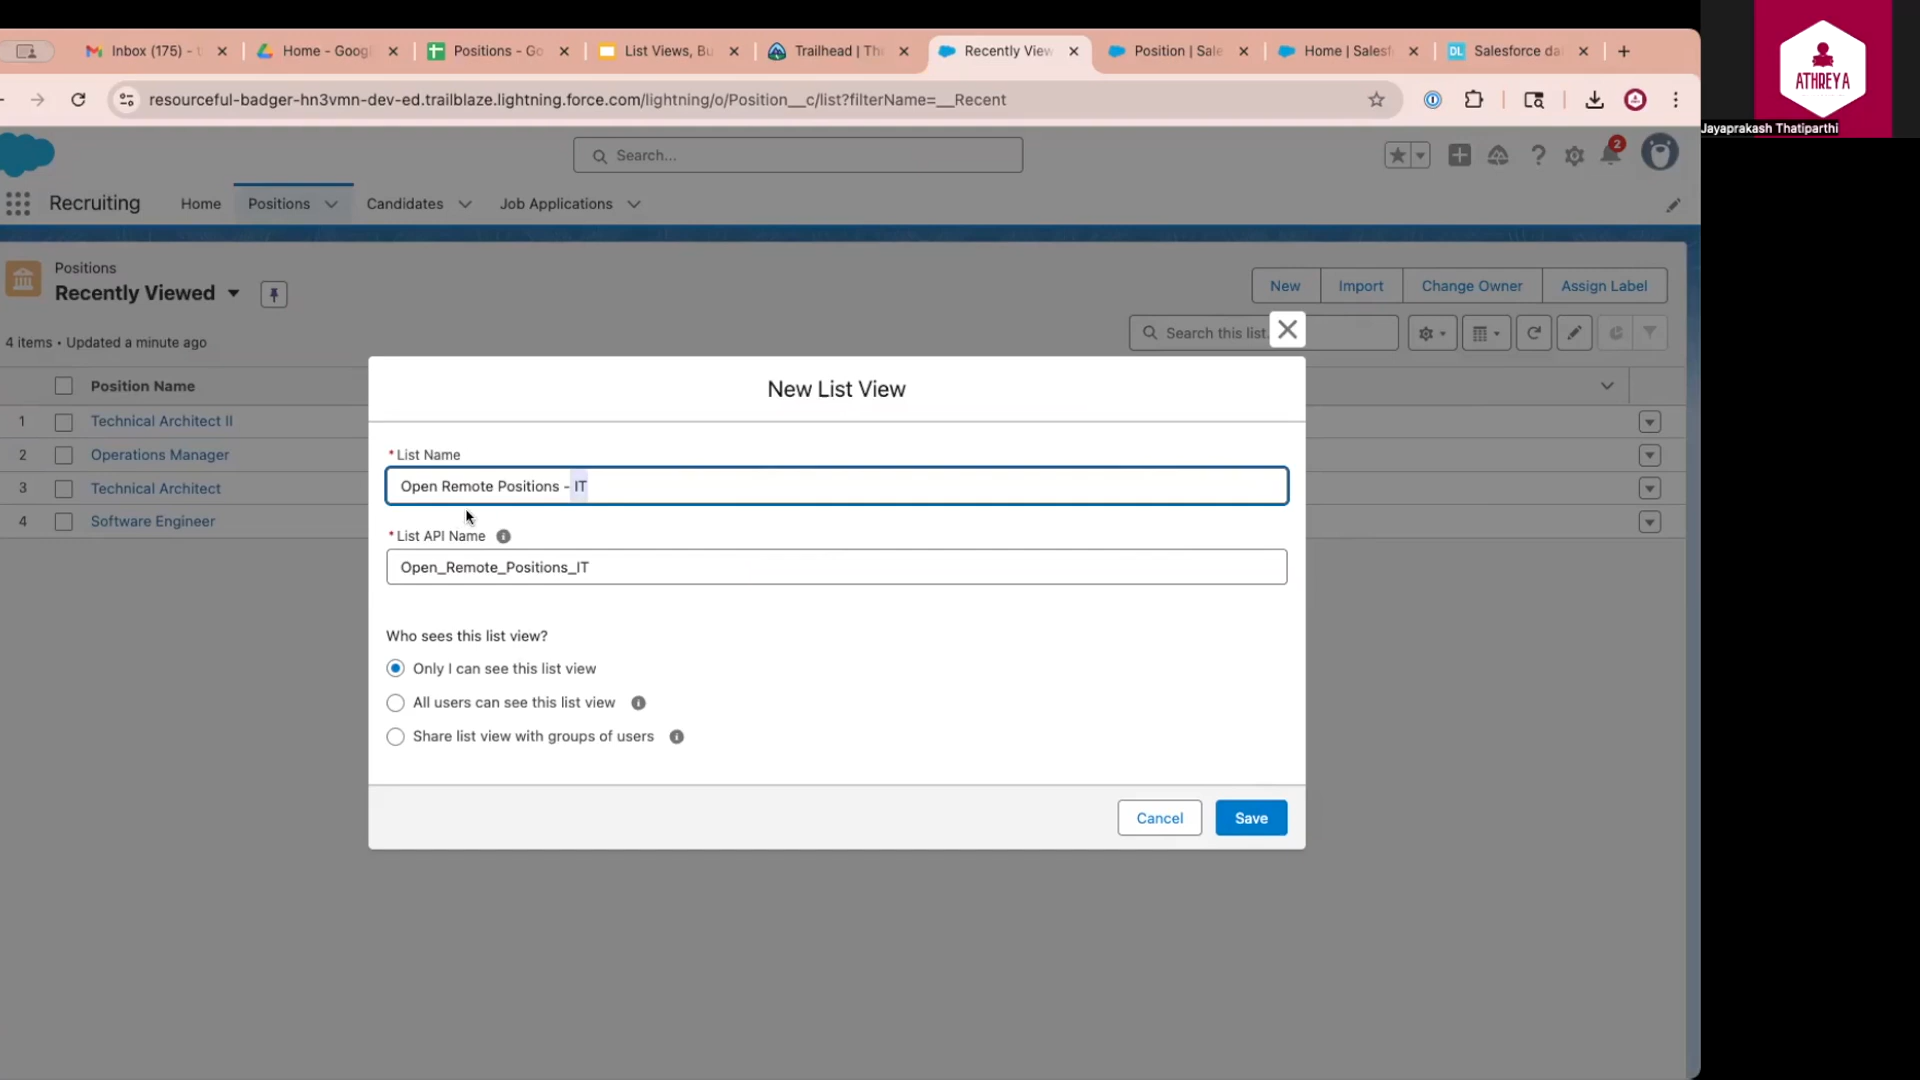 Inbox (175) -
Home - Goog
Positions - Go
List Views, Bu
Trailhead | Th
Recently View
Position | Sale
Home | Salesf
DL
Salesforce da
ATHREYA
Jayaprakash Thatiparthi
resourceful-badger-hn3vmn-dev-ed.trailblaze.lightning.force.com/lightning/o/Position__c/list?filterName=__Recent
Search...
2
Recruiting
Home
Positions
Candidates
Job Applications
Positions
Recently Viewed
New
Import
Change Owner
Assign Label
4 items • Updated a minute ago
Search this list
Position Name
1 Technical Architect II
2 Operations Manager
3 Technical Architect
4 Software Engineer
New List View
* List Name
Open Remote Positions - IT
* List API Name
Open_Remote_Positions_IT
Who sees this list view?
Only I can see this list view
All users can see this list view
Share list view with groups of users
Cancel
Save